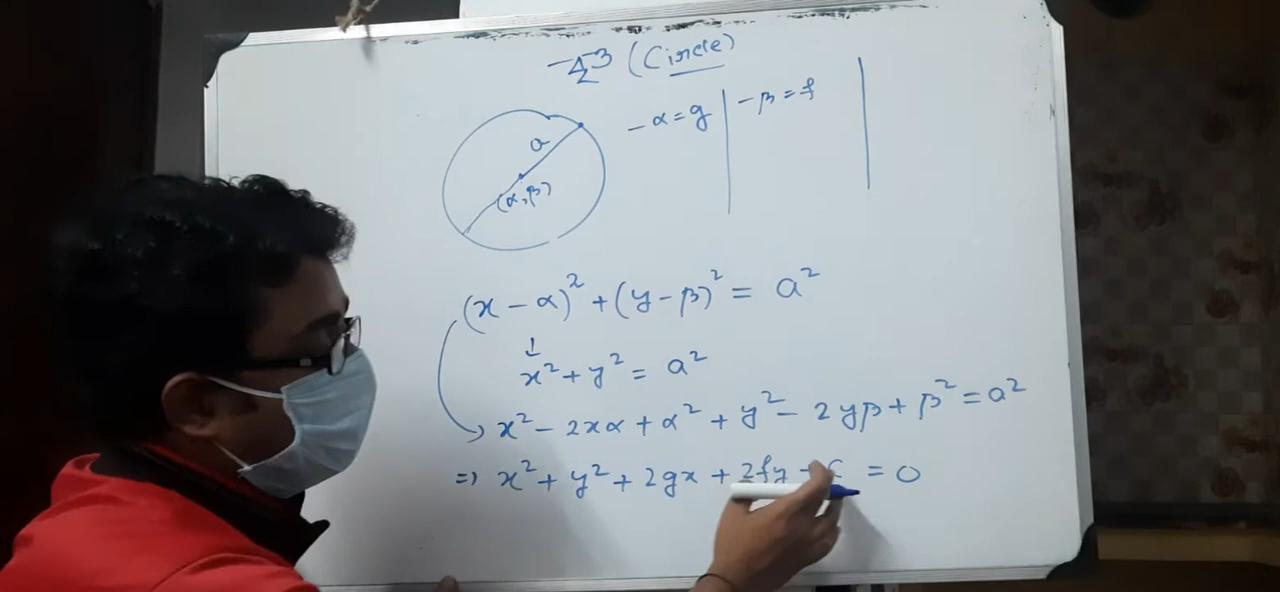 বৃত্ত (Circle)
a
(α, β)
-α = g
-β = f
(x - α)² + (y - β)² = a²
↓
x² + y² = a²
x² - 2xα + α² + y² - 2yβ + β² = a²
⇒ x² + y² + 2gx + 2fy + c = 0